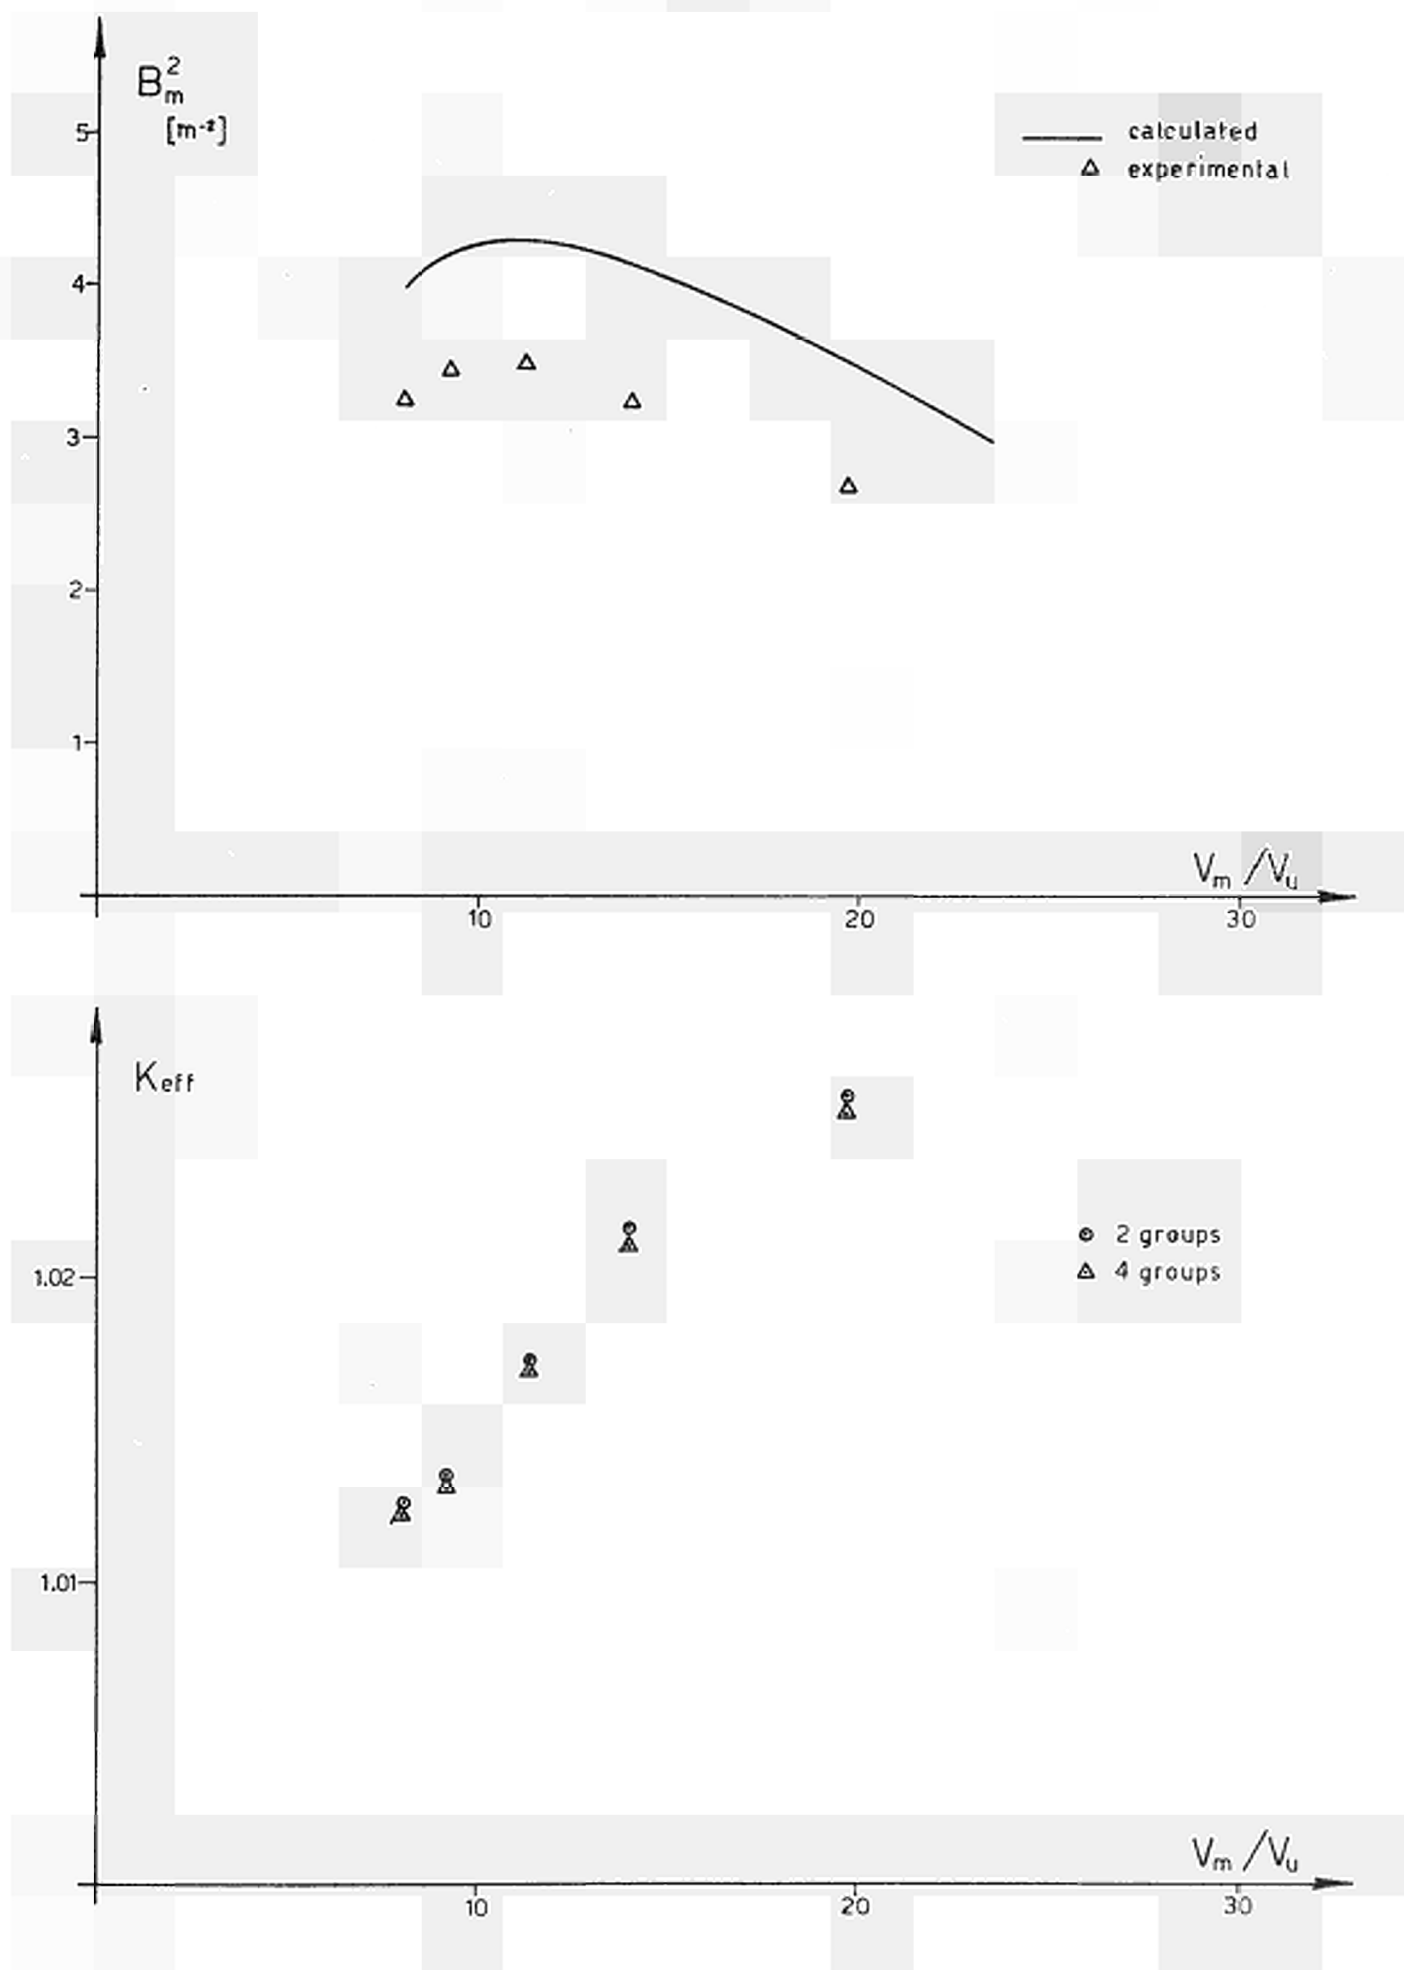 B²ₘ
[m⁻²]
5
calculated
experimental
4
3
2
1
Vₘ/Vᵤ
10 20 30
Keff
2 groups
1.02
4 groups
1.01
Vₘ/Vᵤ
10 20 30